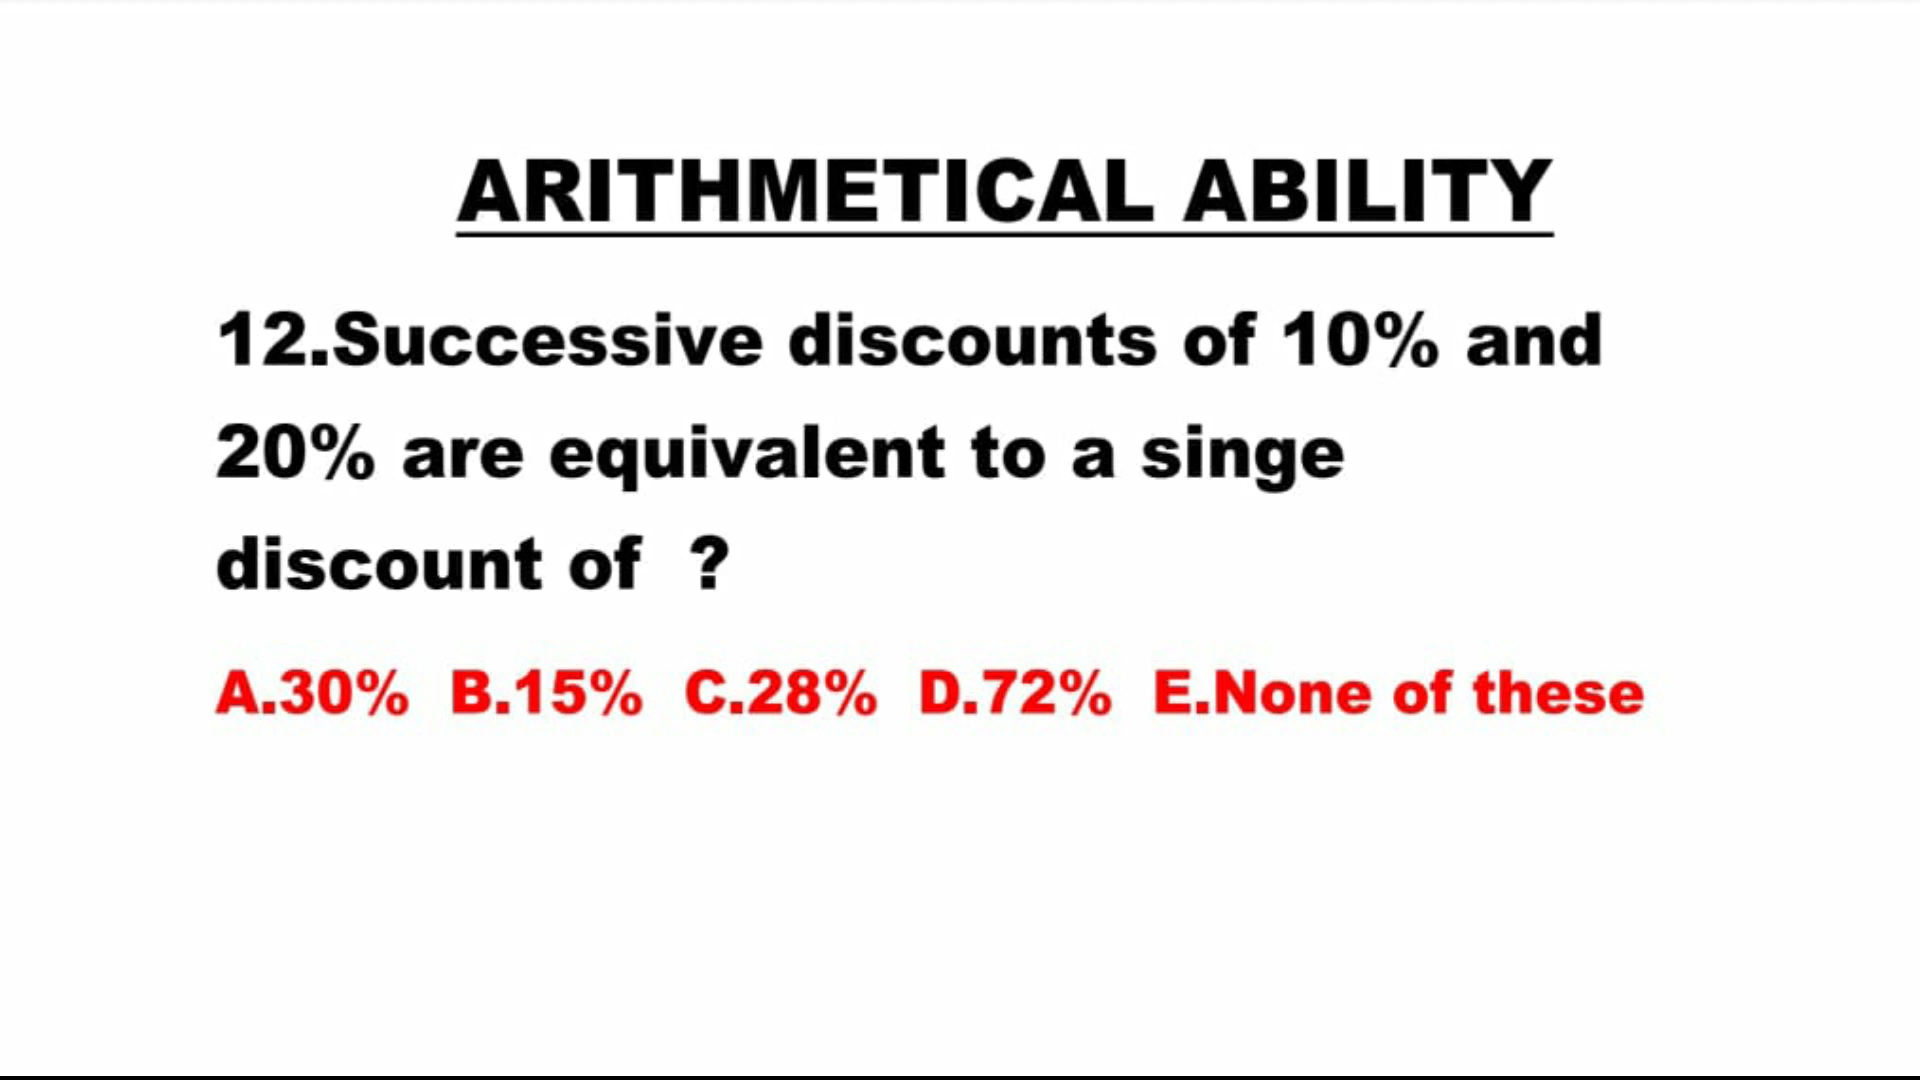 ARITHMETICAL ABILITY
12.Successive discounts of 10% and
20% are equivalent to a singe
discount of  ?
A.30%  B.15%  C.28%  D.72%  E.None of these